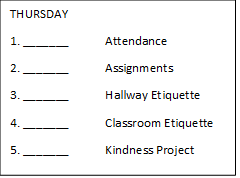 THURSDAY
1. _______ Attendance
2. _______ Assignments
3. _______ Hallway Etiquette
4. _______ Classroom Etiquette
5. _______ Kindness Project